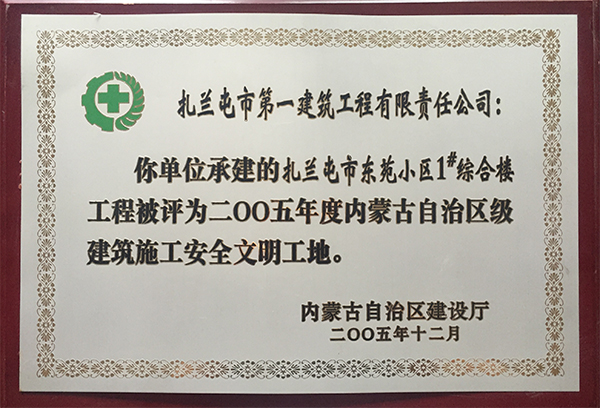 扎兰屯市第一建筑工程有限责任公司：
你单位承建的扎兰屯市东苑小区1#综合楼
工程被评为二OO五年度内蒙古自治区级
建筑施工安全文明工地。
内蒙古自治区建设厅
二OO五年十二月